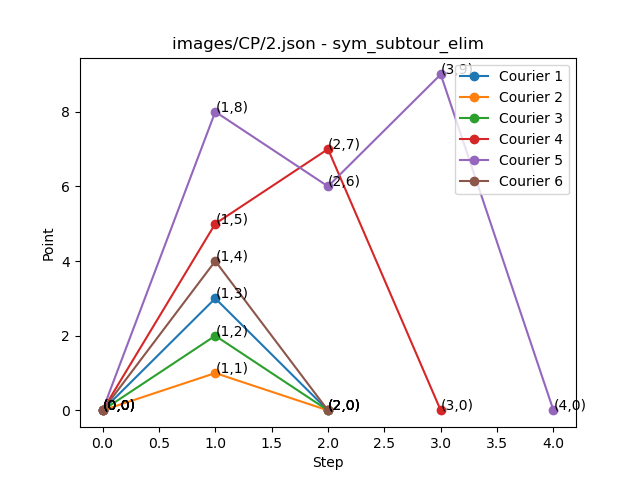 images/CP/2.json - sym_subtour_elim
Point
8
6
4
2
0
(3,9)
(1,8)
(2,7)
(2,6)
(1,5)
(1,4)
(1,3)
(1,2)
(1,1)
(0,0)
(2,0)
(3,0)
(4,0)
Courier 1
Courier 2
Courier 3
Courier 4
Courier 5
Courier 6
0.0 0.5 1.0 1.5 2.0 2.5 3.0 3.5 4.0
Step